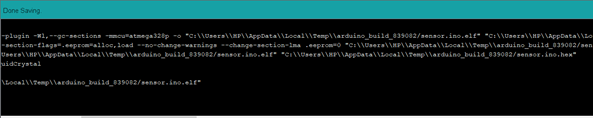 Done Saving
-plugin -Wl,--gc-sections -mmcu=atmega328p -o "C:\\Users\\HP\\AppData\\Local\\Temp\\arduino_build_839082/sensor.ino.elf" "C:\\Users\\HP\\AppData\\Lo
-section-flags=.eeprom=alloc,load --no-change-warnings --change-section-lma .eeprom=0 "C:\\Users\\HP\\AppData\\Local\\Temp\\arduino_build_839082/sen
Users\\HP\\AppData\\Local\\Temp\\arduino_build_839082/sensor.ino.elf" "C:\\Users\\HP\\AppData\\Local\\Temp\\arduino_build_839082/sensor.ino.hex"
uidCrystal
\Local\\Temp\\arduino_build_839082/sensor.ino.elf"